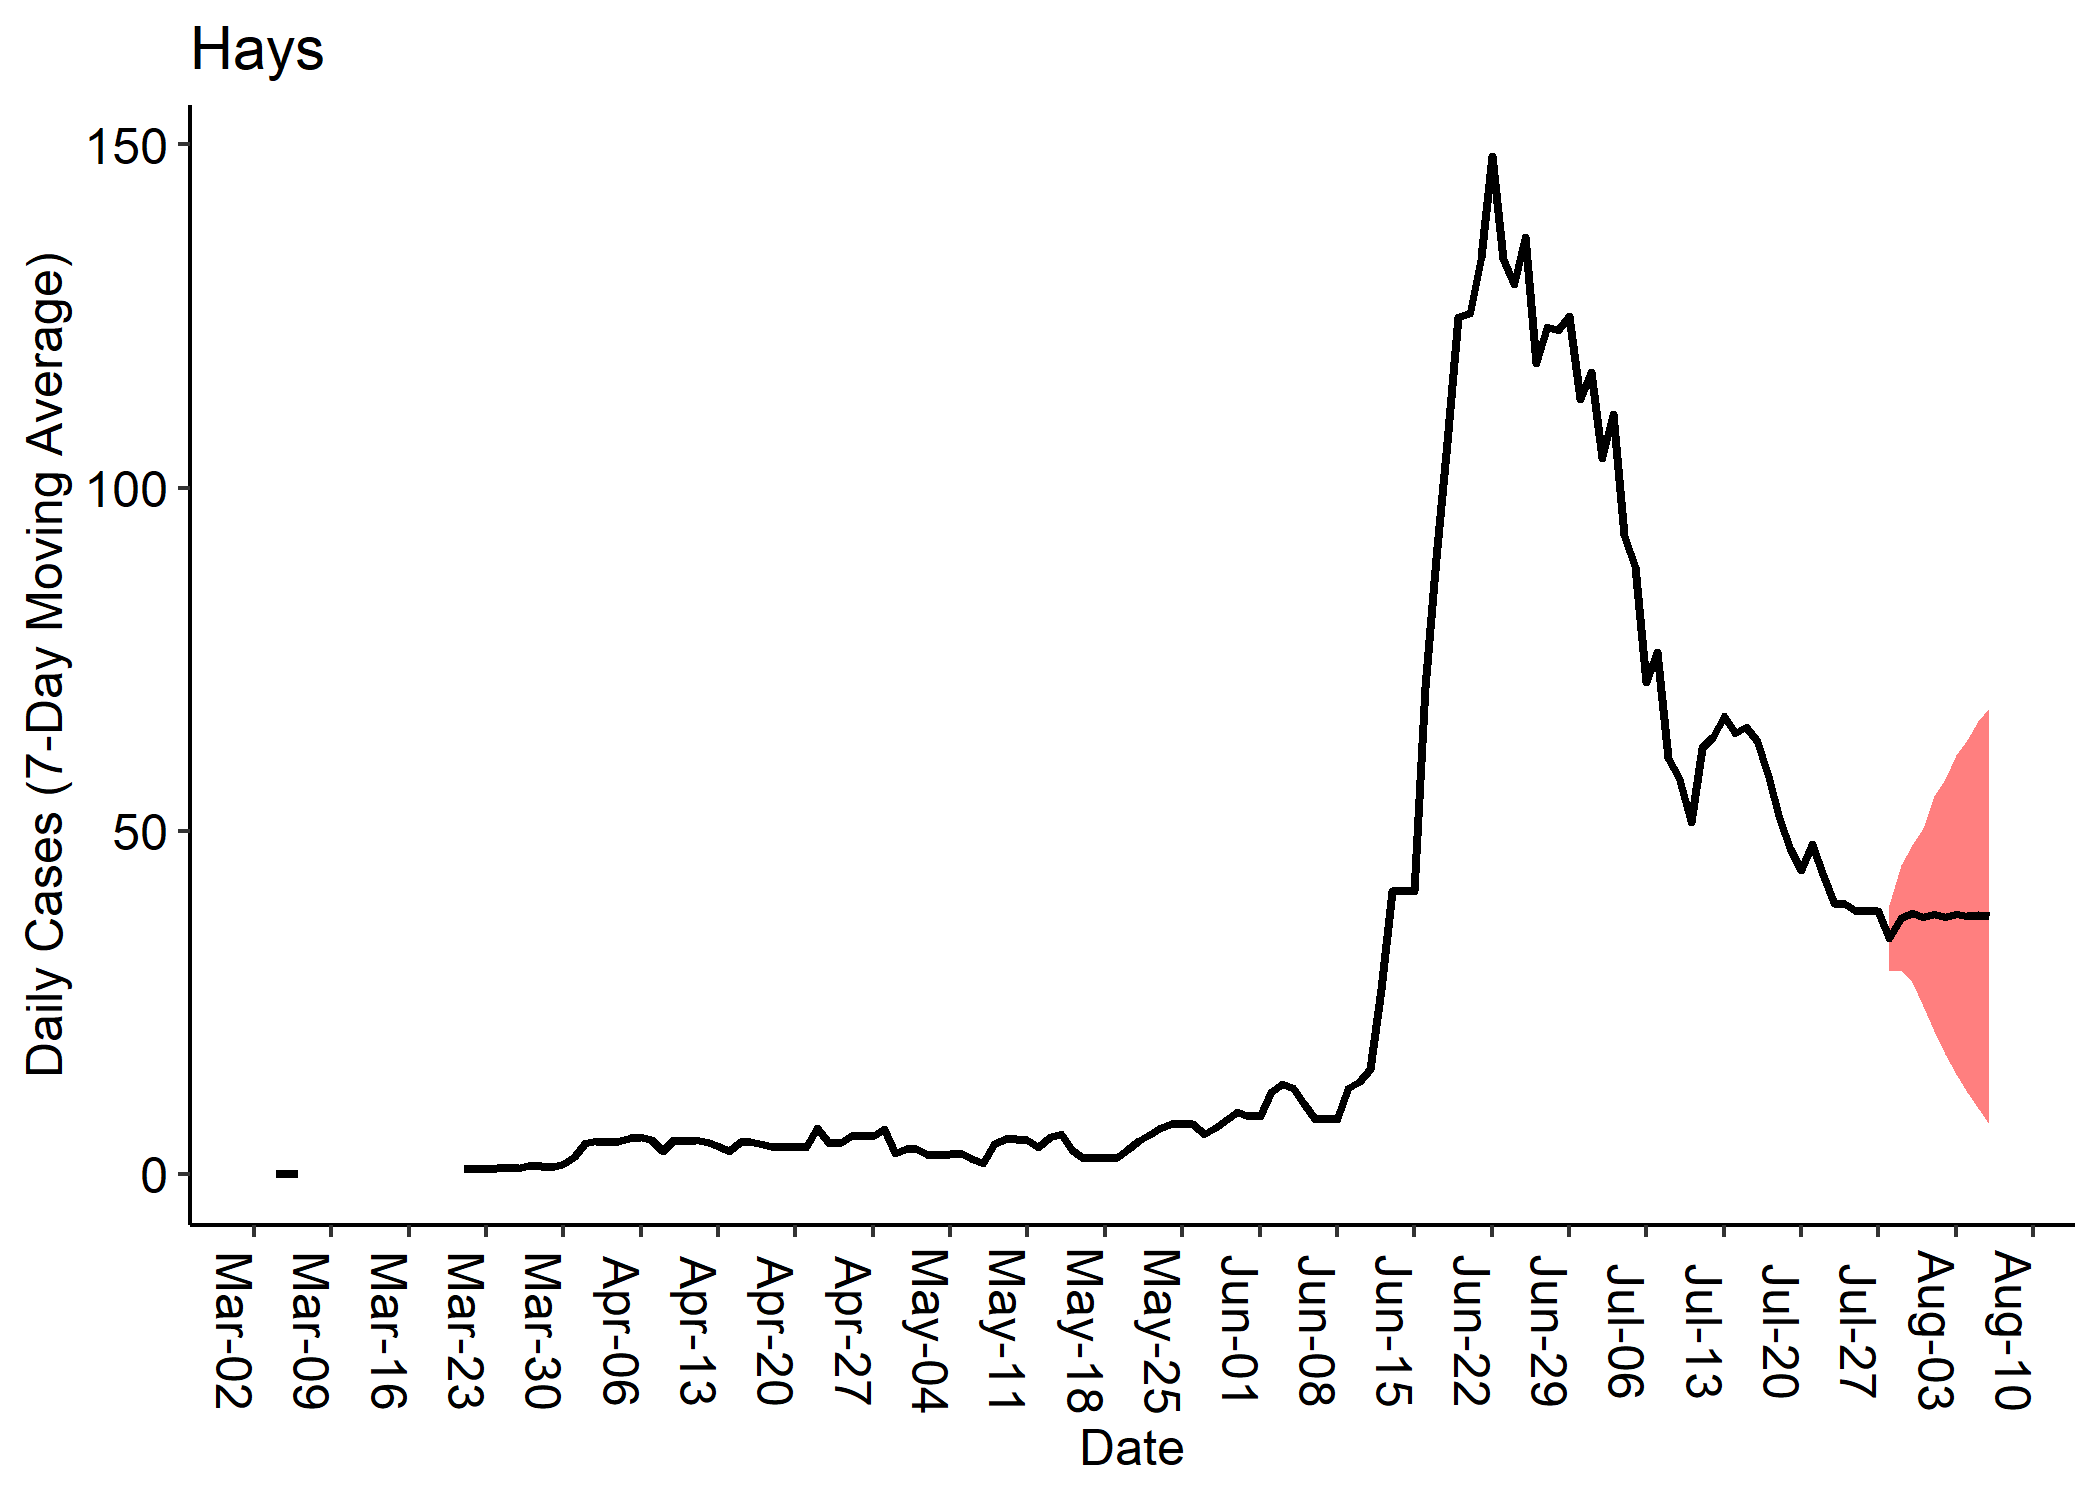 Hays
Daily Cases (7-Day Moving Average)
150
100
50
0
Mar-02
Mar-09
Mar-16
Mar-23
Mar-30
Apr-06
Apr-13
Apr-20
Apr-27
May-04
May-11
May-18
May-25
Jun-01
Jun-08
Jun-15
Jun-22
Jun-29
Jul-06
Jul-13
Jul-20
Jul-27
Aug-03
Aug-10
Date